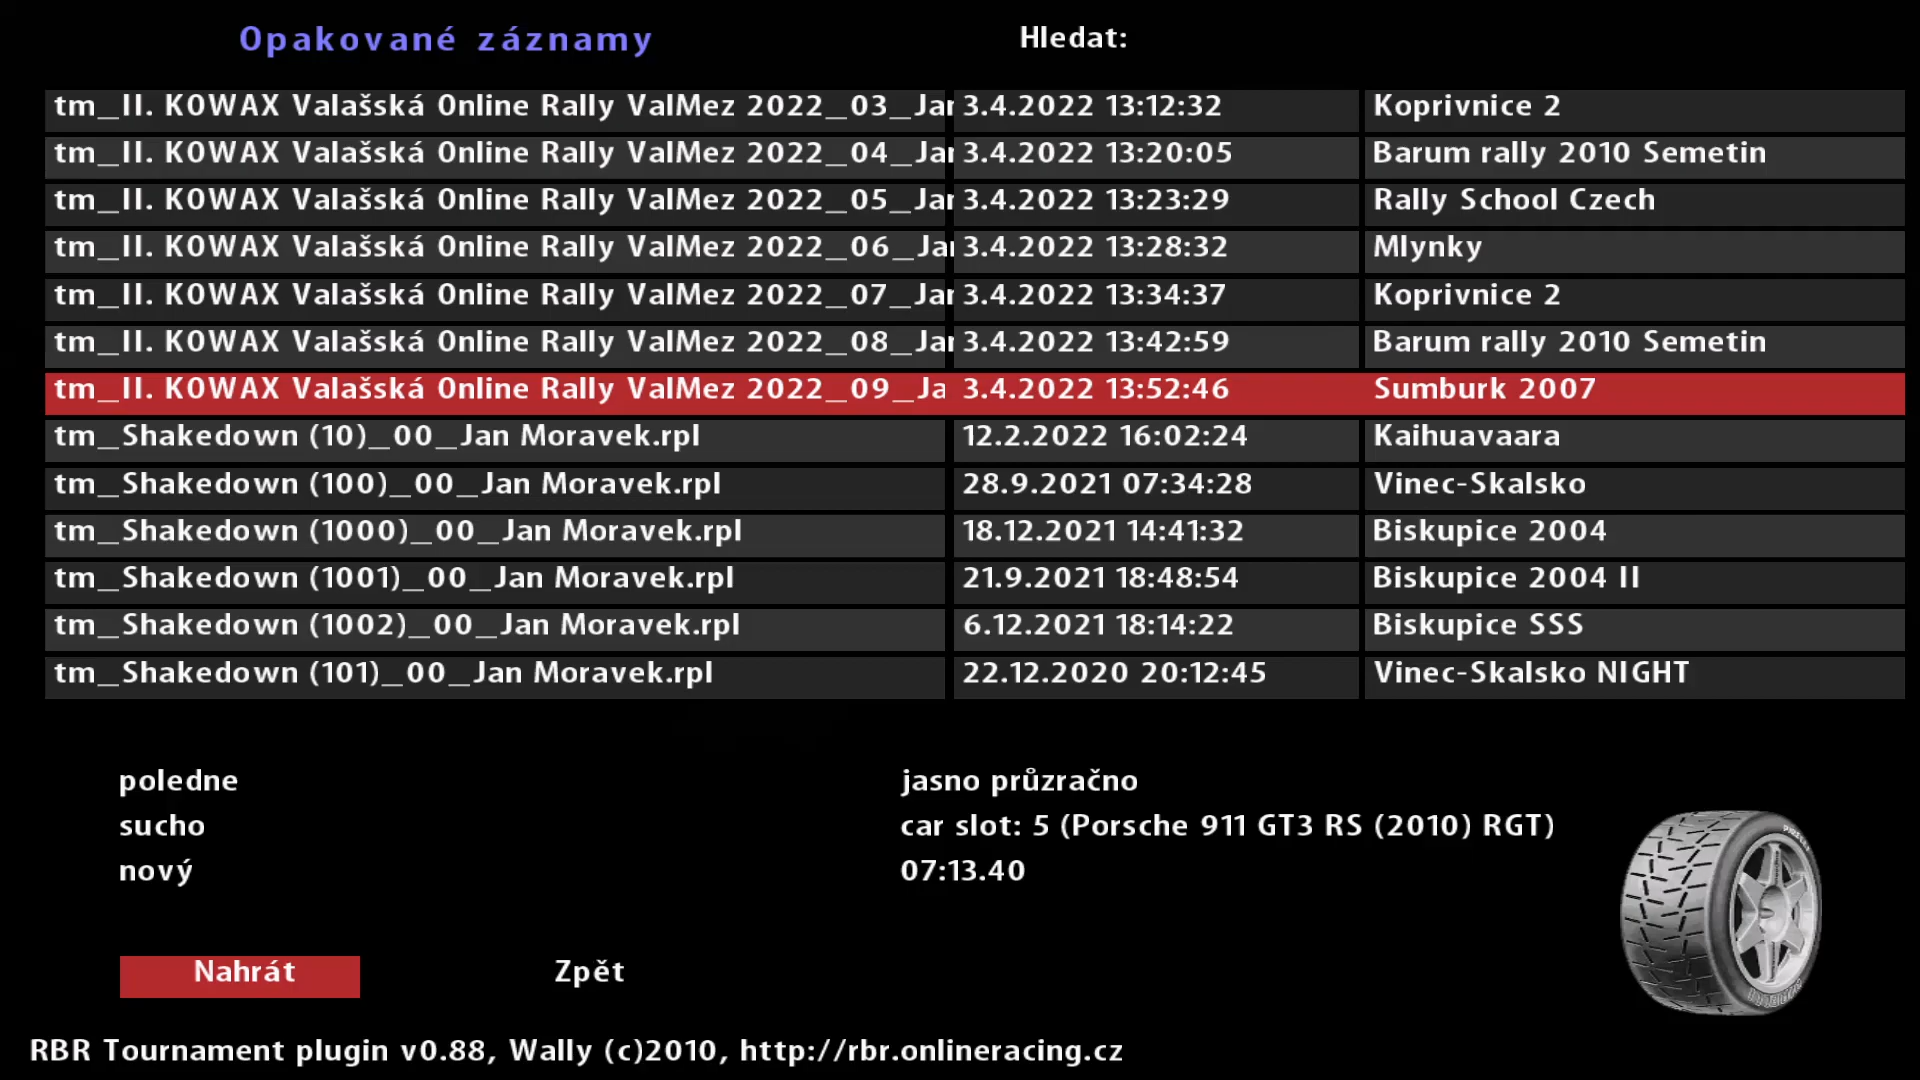 Opakované záznamy Hledat:
tm_II. KOWAX Valašská Online Rally ValMez 2022_03_Jan 3.4.2022 13:12:32 Koprivnice 2
tm_II. KOWAX Valašská Online Rally ValMez 2022_04_Jan 3.4.2022 13:20:05 Barum rally 2010 Semetin
tm_II. KOWAX Valašská Online Rally ValMez 2022_05_Jan 3.4.2022 13:23:29 Rally School Czech
tm_II. KOWAX Valašská Online Rally ValMez 2022_06_Jan 3.4.2022 13:28:32 Mlynky
tm_II. KOWAX Valašská Online Rally ValMez 2022_07_Jan 3.4.2022 13:34:37 Koprivnice 2
tm_II. KOWAX Valašská Online Rally ValMez 2022_08_Jan 3.4.2022 13:42:59 Barum rally 2010 Semetin
tm_II. KOWAX Valašská Online Rally ValMez 2022_09_Ja 3.4.2022 13:52:46 Sumburk 2007
tm_Shakedown (10)_00_Jan Moravek.rpl 12.2.2022 16:02:24 Kaihuavaara
tm_Shakedown (100)_00_Jan Moravek.rpl 28.9.2021 07:34:28 Vinec-Skalsko
tm_Shakedown (1000)_00_Jan Moravek.rpl 18.12.2021 14:41:32 Biskupice 2004
tm_Shakedown (1001)_00_Jan Moravek.rpl 21.9.2021 18:48:54 Biskupice 2004 II
tm_Shakedown (1002)_00_Jan Moravek.rpl 6.12.2021 18:14:22 Biskupice SSS
tm_Shakedown (101)_00_Jan Moravek.rpl 22.12.2020 20:12:45 Vinec-Skalsko NIGHT
poledne jasno průzračno
sucho car slot: 5 (Porsche 911 GT3 RS (2010) RGT)
nový 07:13.40
Nahrát Zpět
RBR Tournament plugin v0.88, Wally (c)2010, http://rbr.onlineracing.cz